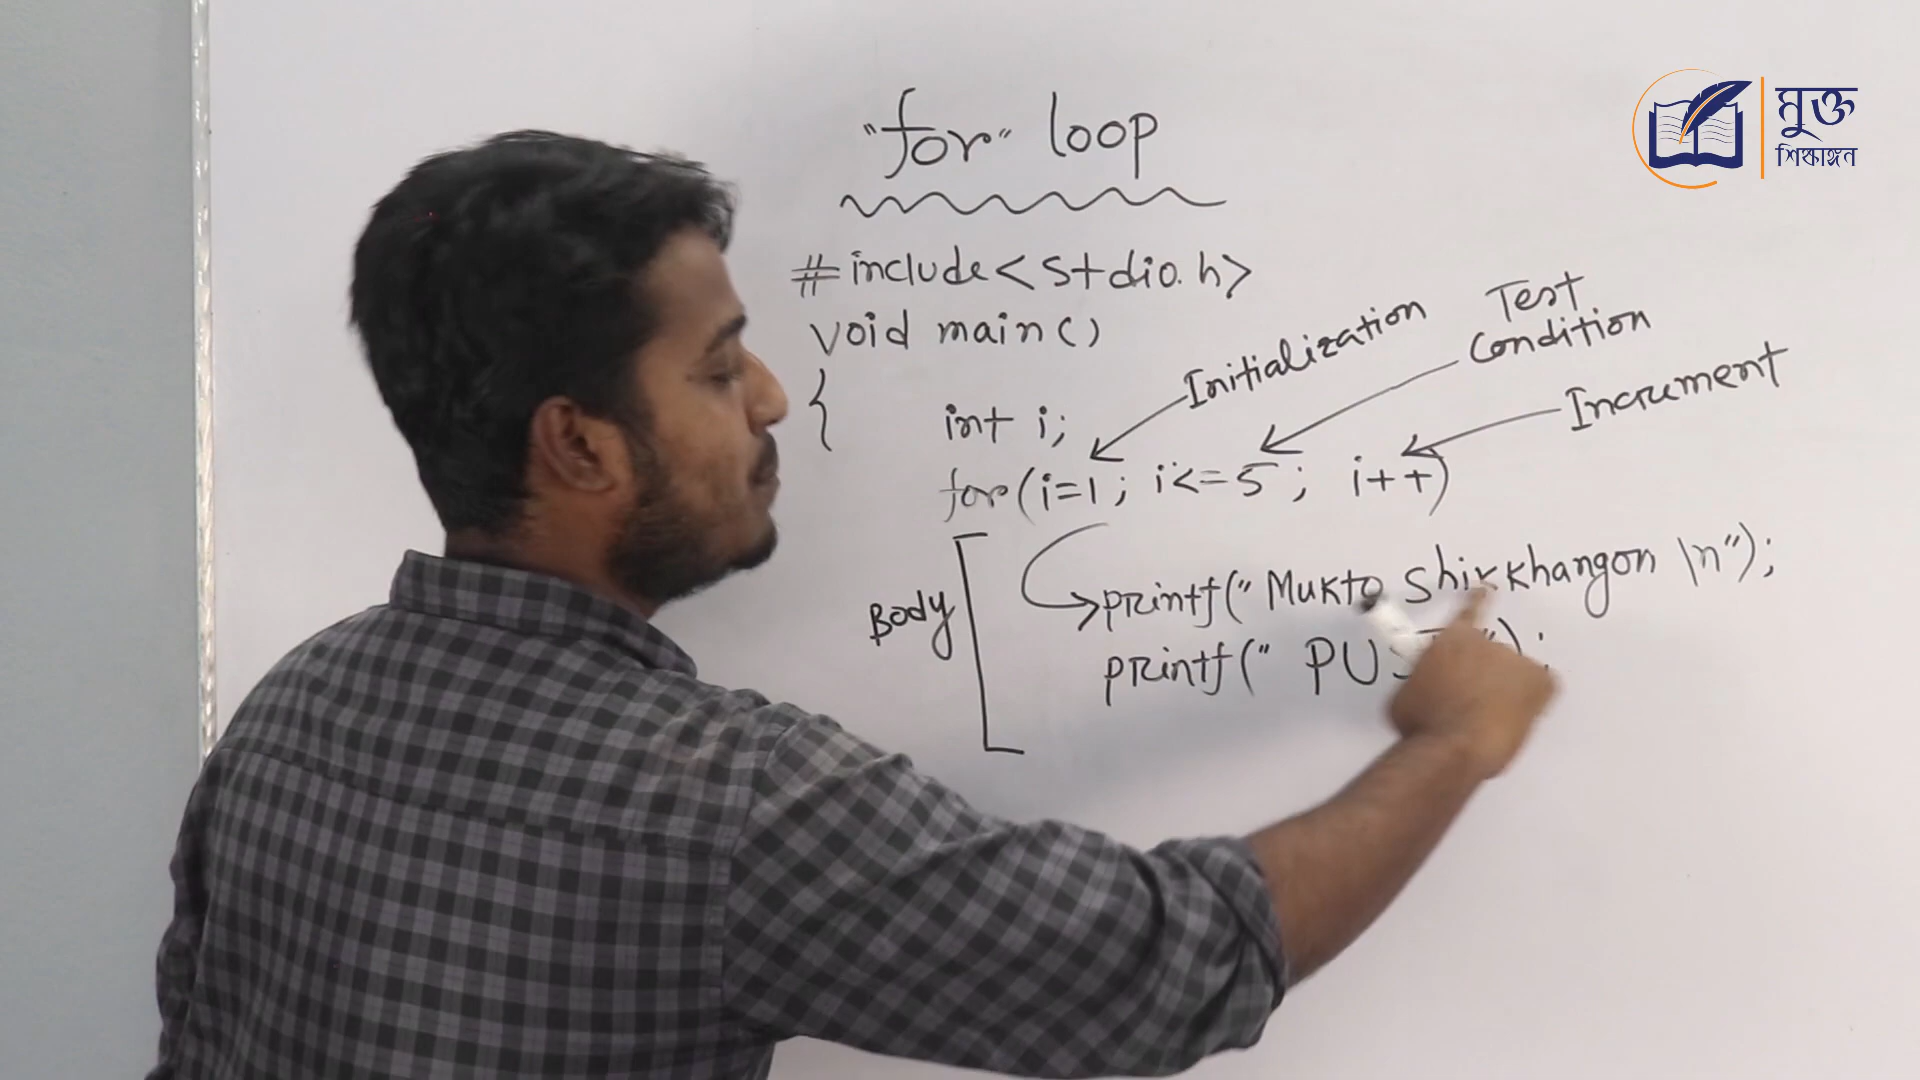 "for" loop
#include<stdio.h>
void main()
{
int i;
for(i=1; i<=5; i++)
Initialization
Test
Condition
Increment
Body
printf("Mukto Shikkhangon \n");
printf("
মুক্ত
শিক্ষাঙ্গন